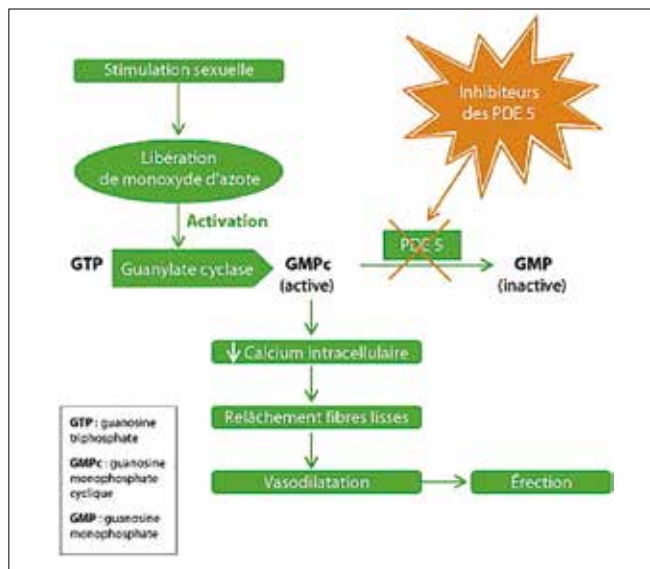 Stimulation sexuelle
Inhibiteurs
des PDE 5
Libération
de monoxyde d'azote
Activation
PDE 5
GTP
Guanylate cyclase
GMPc
(active)
GMP
(inactive)
Calcium intracellulaire
Relâchement fibres lisses
Vasodilatation
Érection
GTP : guanosine
triphosphate
GMPc : guanosine
monophosphate
cyclique
GMP : guanosine
monophosphate